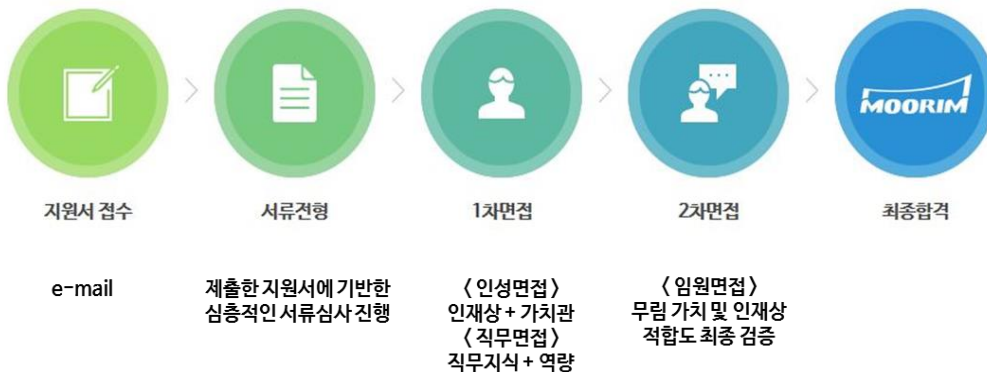 MOORIM
지원서 접수
서류전형
1차면접
2차면접
최종합격
e-mail
제출한 지원서에 기반한
심층적인 서류심사 진행
< 인성면접 >
인재상 + 가치관
< 직무면접 >
직무지식 + 역량
< 임원면접 >
무림 가치 및 인재상
적합도 최종 검증